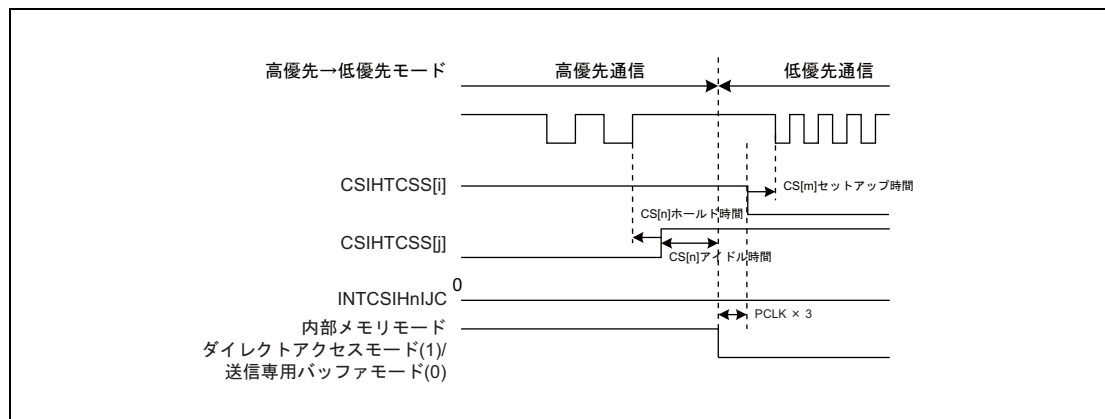 高優先→低優先モード
高優先通信
低優先通信
CSIHTCSS[i]
CS[m]セットアップ時間
CS[n]ホールド時間
CSIHTCSS[j]
CS[n]アイドル時間
INTCSIHnIJC
0
PCLK × 3
内部メモリモード
ダイレクトアクセスモード(1)/
送信専用バッファモード(0)